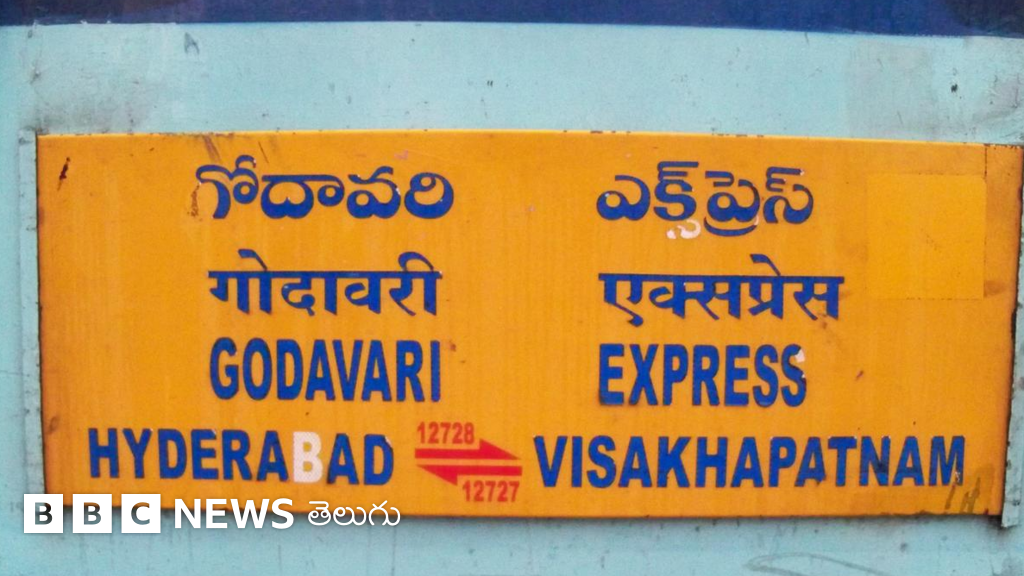 గోదావరి ఎక్స్ప్రెస్
गोदावरी एक्सप्रेस
GODAVARI EXPRESS
HYDERABAD 12728 12727 VISAKHAPATNAM
BBC NEWS తెలుగు